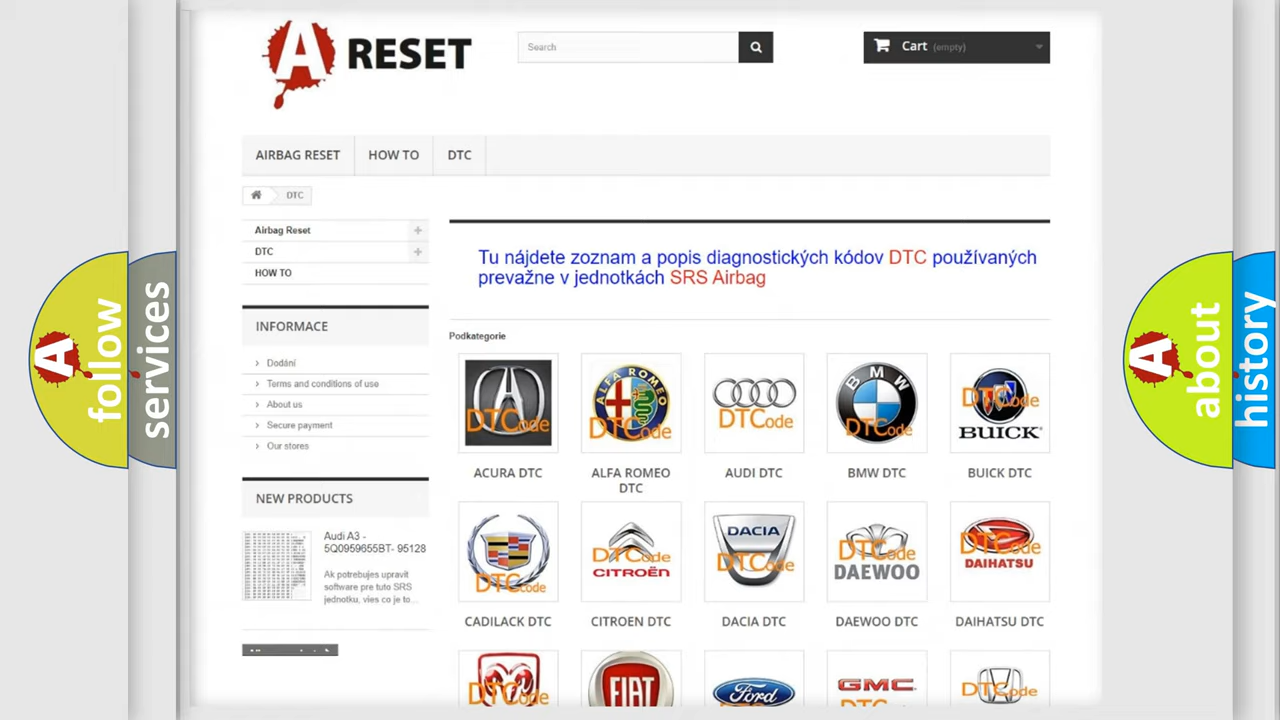 A RESET
Search
Cart (empty)
AIRBAG RESET
HOW TO
DTC
DTC
Airbag Reset
DTC
HOW TO
Tu nájdete zoznam a popis diagnostických kódov DTC používaných
prevažne v jednotkách SRS Airbag
INFORMACE
Dodání
Terms and conditions of use
About us
Secure payment
Our stores
NEW PRODUCTS
Audi A3 -
5Q0959655BT- 95128
Ak potrebujes upravit
software pre tuto SRS
jednotku, vies co je to...
Podkategorie
DTCode
ALFA ROMEO
DTCode
DTCode
BMW
DTCode
DTCode
BUICK
ACURA DTC
ALFA ROMEO
DTC
AUDI DTC
BMW DTC
BUICK DTC
DTCode
DTCode
CITROËN
DACIA
DTCode
DTCode
DAEWOO
DTCode
DAIHATSU
CADILACK DTC
CITROEN DTC
DACIA DTC
DAEWOO DTC
DAIHATSU DTC
DTCode
FIAT
Ford
GMC
DTCode
A follow
services
A about
history